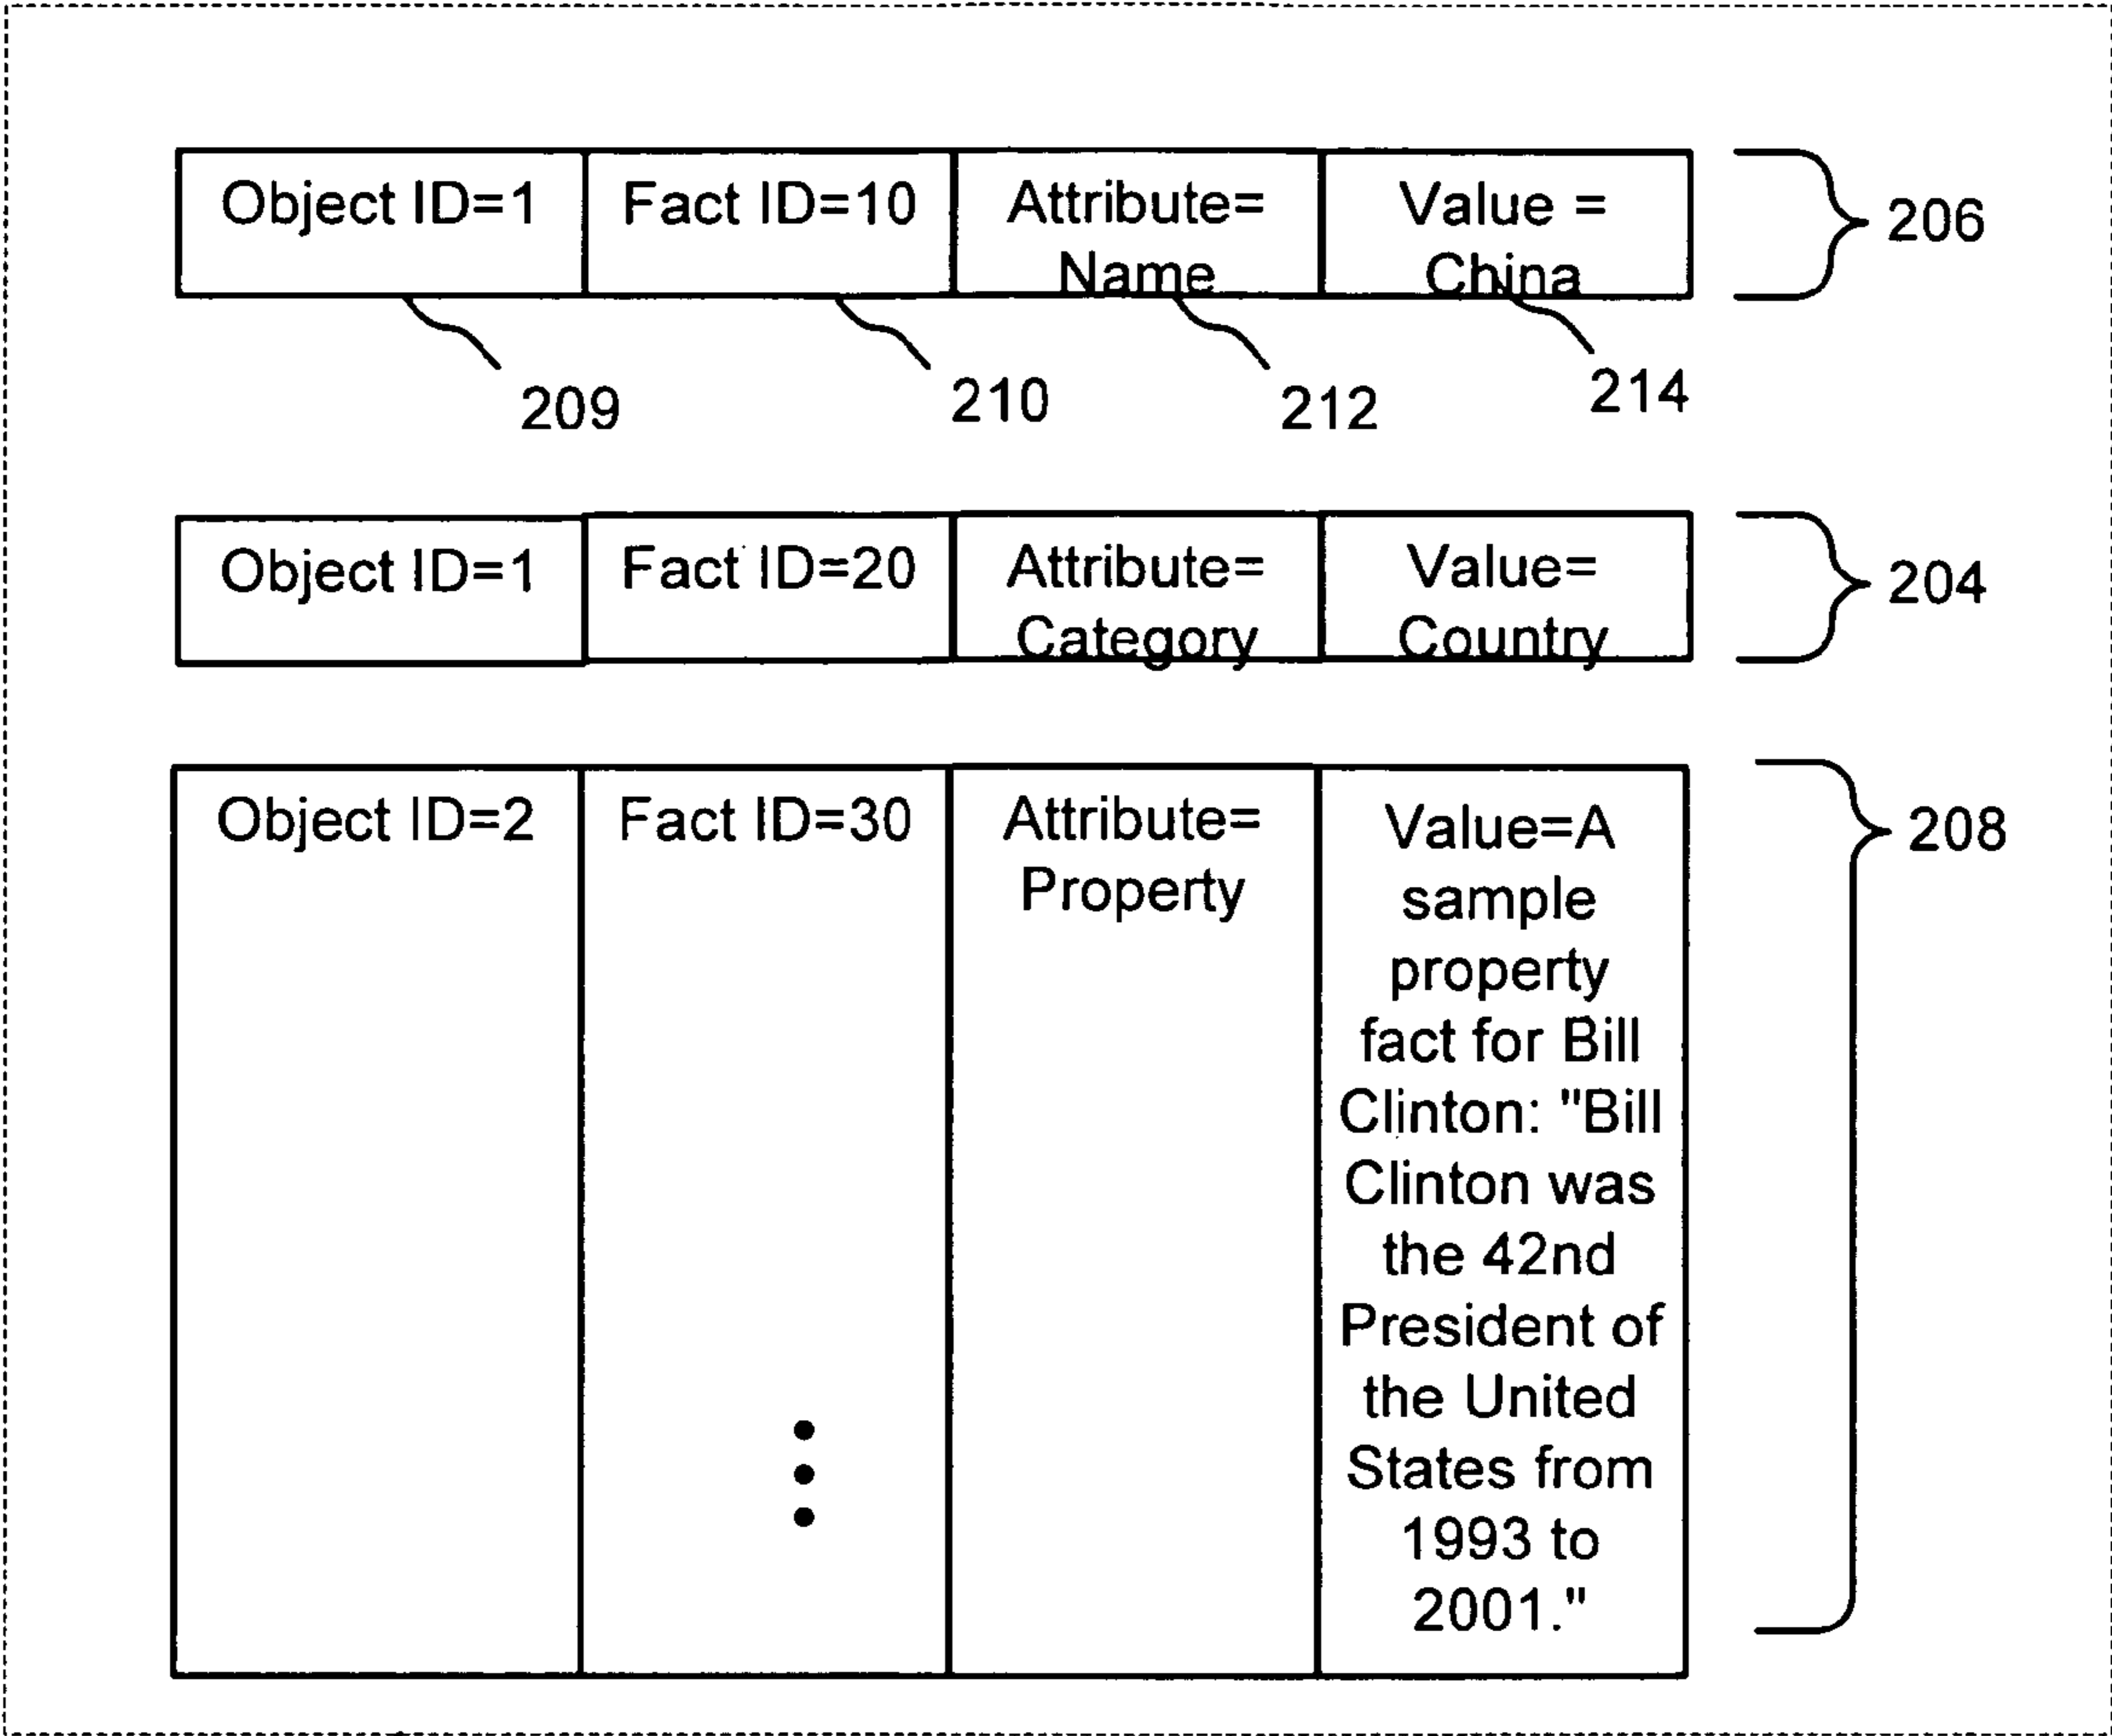 Object ID=1
Fact ID=10
Attribute=
Name
Value =
China
206
209
210
212
214
Object ID=1
Fact ID=20
Attribute=
Category
Value=
Country
204
Object ID=2
Fact ID=30
Attribute=
Property
Value=A
sample
property
fact for Bill
Clinton: "Bill
Clinton was
the 42nd
President of
the United
States from
1993 to
2001."
208